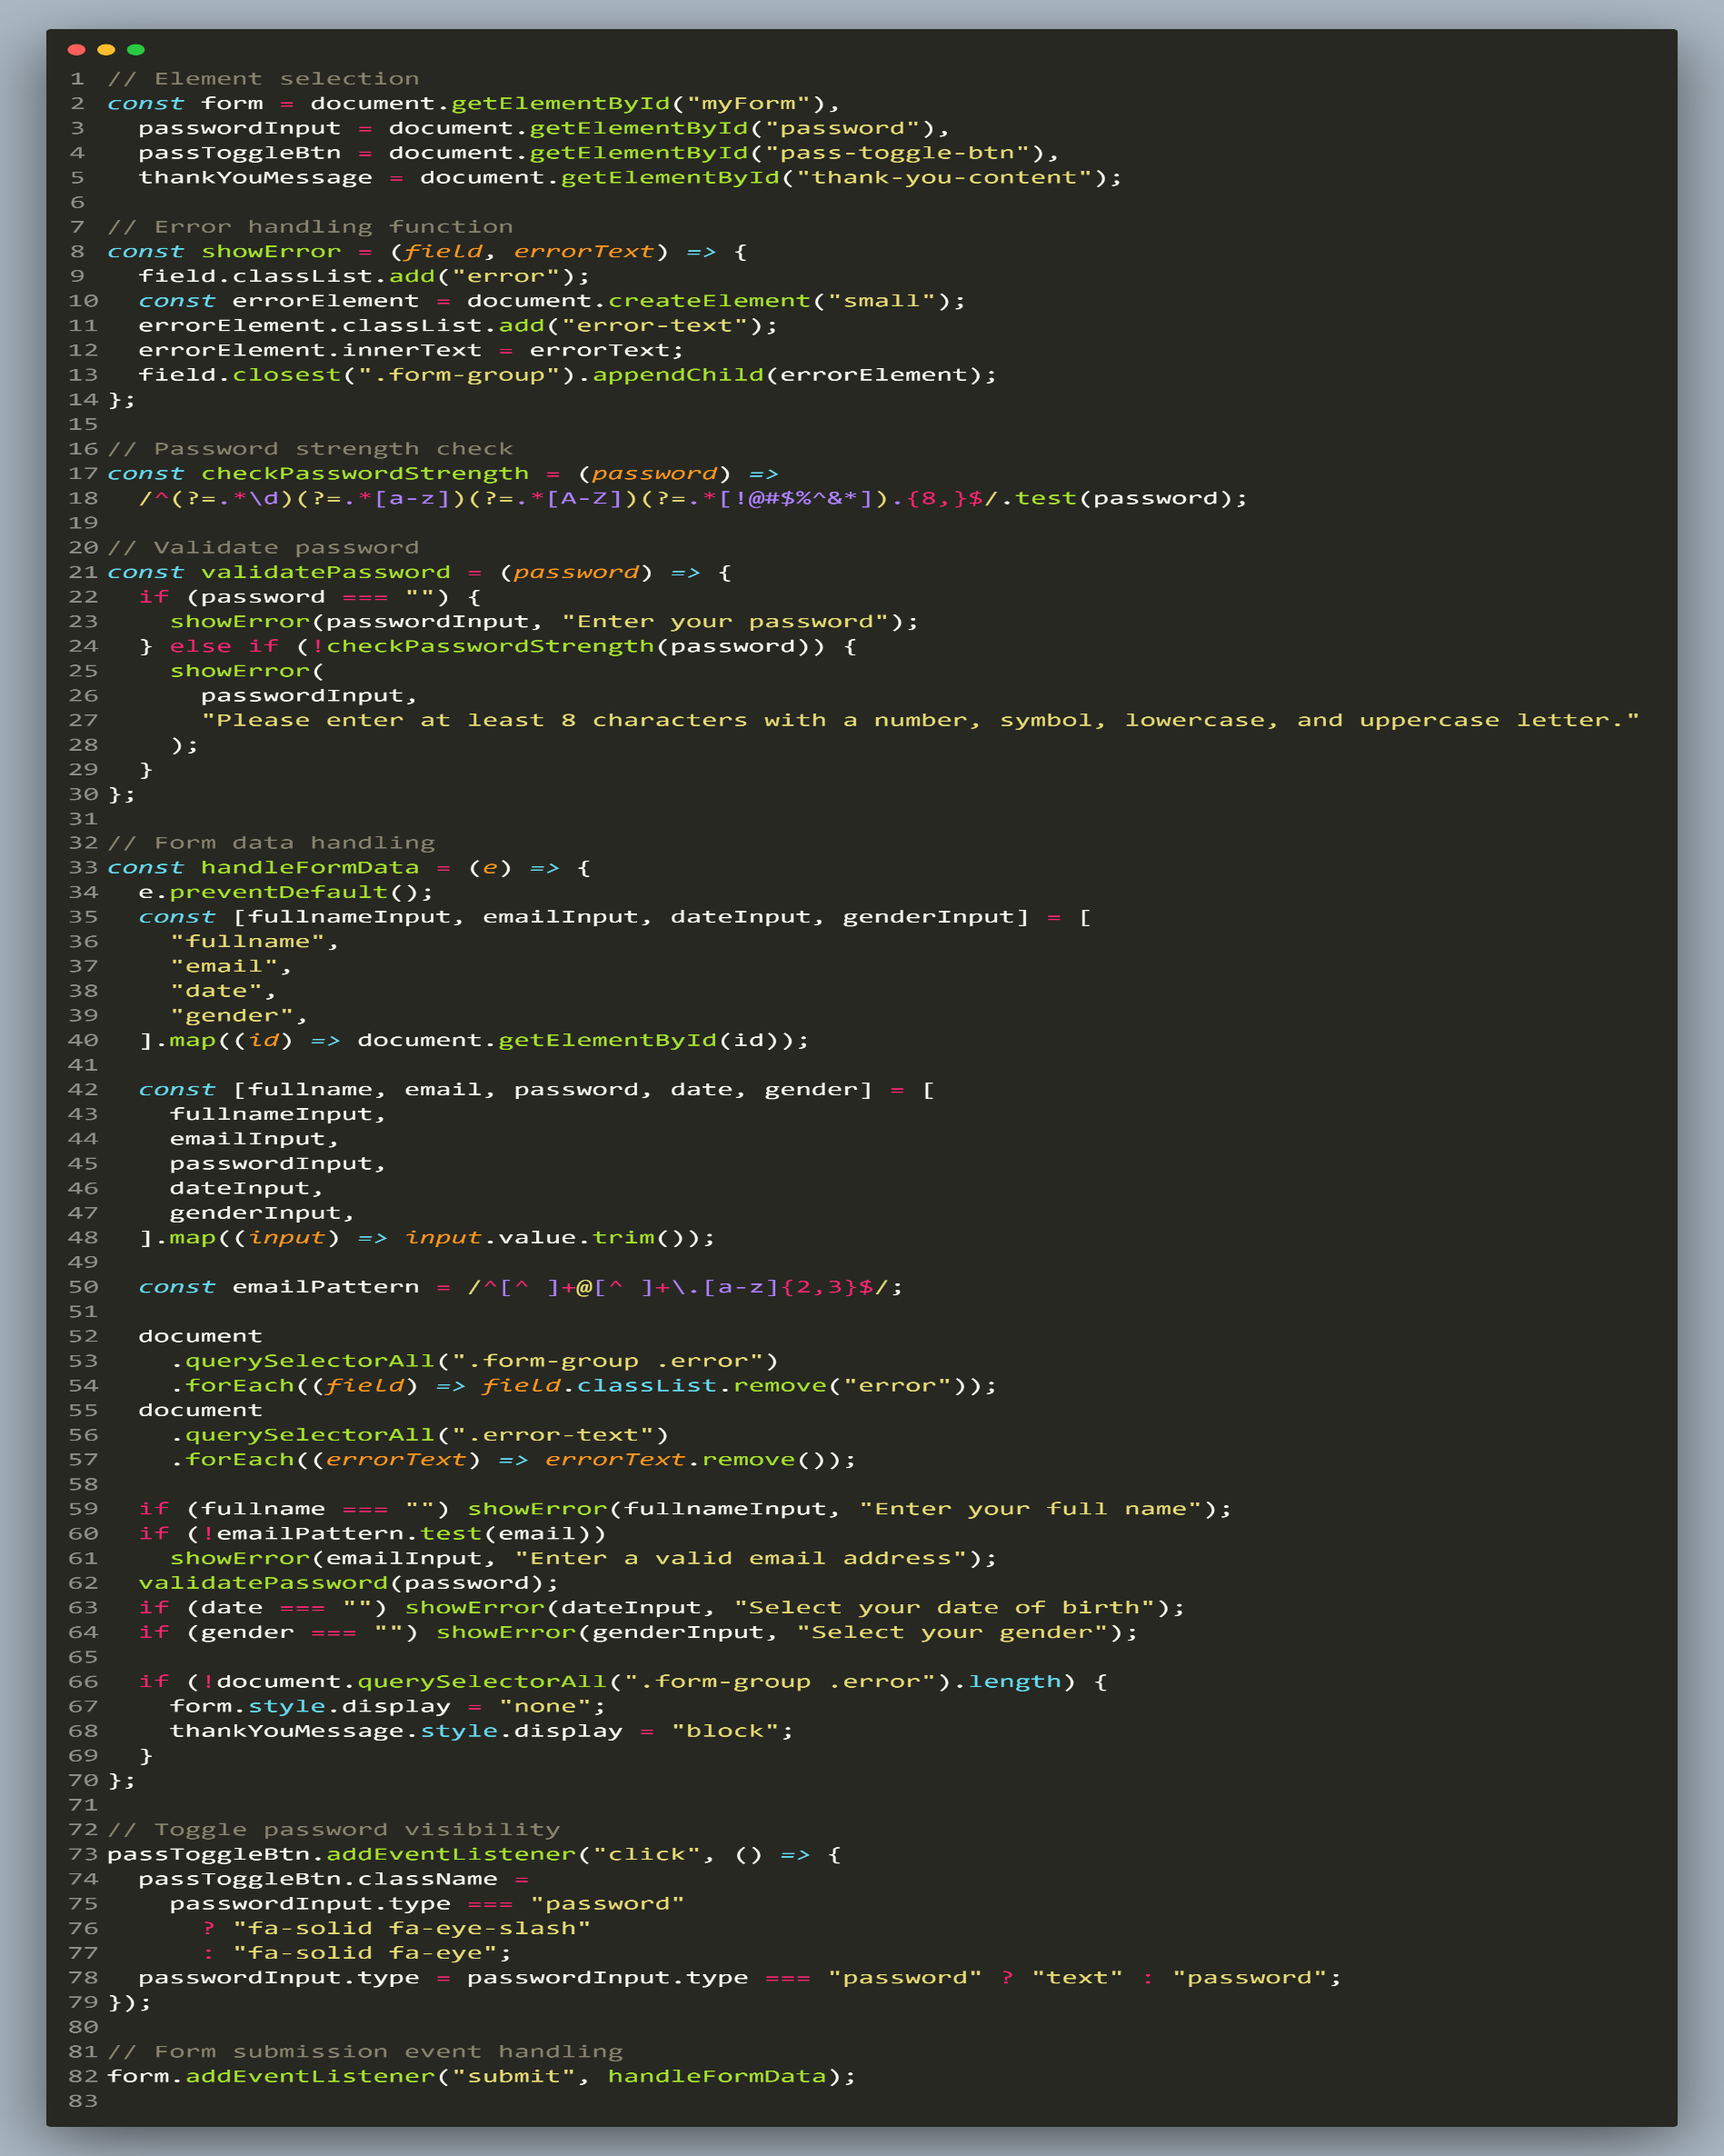 1 // Element selection
2 const form = document.getElementById("myForm"),
3   passwordInput = document.getElementById("password"),
4   passToggleBtn = document.getElementById("pass-toggle-btn"),
5   thankYouMessage = document.getElementById("thank-you-content");
6
7 // Error handling function
8 const showError = (field, errorText) => {
9   field.classList.add("error");
10   const errorElement = document.createElement("small");
11   errorElement.classList.add("error-text");
12   errorElement.innerText = errorText;
13   field.closest(".form-group").appendChild(errorElement);
14 };
15
16 // Password strength check
17 const checkPasswordStrength = (password) =>
18   /^(?=.*\d)(?=.*[a-z])(?=.*[A-Z])(?=.*[!@#$%^&*]).{8,}$/.test(password);
19
20 // Validate password
21 const validatePassword = (password) => {
22   if (password === "") {
23     showError(passwordInput, "Enter your password");
24   } else if (!checkPasswordStrength(password)) {
25     showError(
26       passwordInput,
27       "Please enter at least 8 characters with a number, symbol, lowercase, and uppercase letter."
28     );
29   }
30 };
31
32 // Form data handling
33 const handleFormData = (e) => {
34   e.preventDefault();
35   const [fullnameInput, emailInput, dateInput, genderInput] = [
36     "fullname",
37     "email",
38     "date",
39     "gender",
40   ].map((id) => document.getElementById(id));
41
42   const [fullname, email, password, date, gender] = [
43     fullnameInput,
44     emailInput,
45     passwordInput,
46     dateInput,
47     genderInput,
48   ].map((input) => input.value.trim());
49
50   const emailPattern = /^[^ ]+@[^ ]+\.[a-z]{2,3}$/;
51
52   document
53     .querySelectorAll(".form-group .error")
54     .forEach((field) => field.classList.remove("error"));
55   document
56     .querySelectorAll(".error-text")
57     .forEach((errorText) => errorText.remove());
58
59   if (fullname === "") showError(fullnameInput, "Enter your full name");
60   if (!emailPattern.test(email))
61     showError(emailInput, "Enter a valid email address");
62   validatePassword(password);
63   if (date === "") showError(dateInput, "Select your date of birth");
64   if (gender === "") showError(genderInput, "Select your gender");
65
66   if (!document.querySelectorAll(".form-group .error").length) {
67     form.style.display = "none";
68     thankYouMessage.style.display = "block";
69   }
70 };
71
72 // Toggle password visibility
73 passToggleBtn.addEventListener("click", () => {
74   passToggleBtn.className =
75     passwordInput.type === "password"
76       ? "fa-solid fa-eye-slash"
77       : "fa-solid fa-eye";
78   passwordInput.type = passwordInput.type === "password" ? "text" : "password";
79 });
80
81 // Form submission event handling
82 form.addEventListener("submit", handleFormData);
83